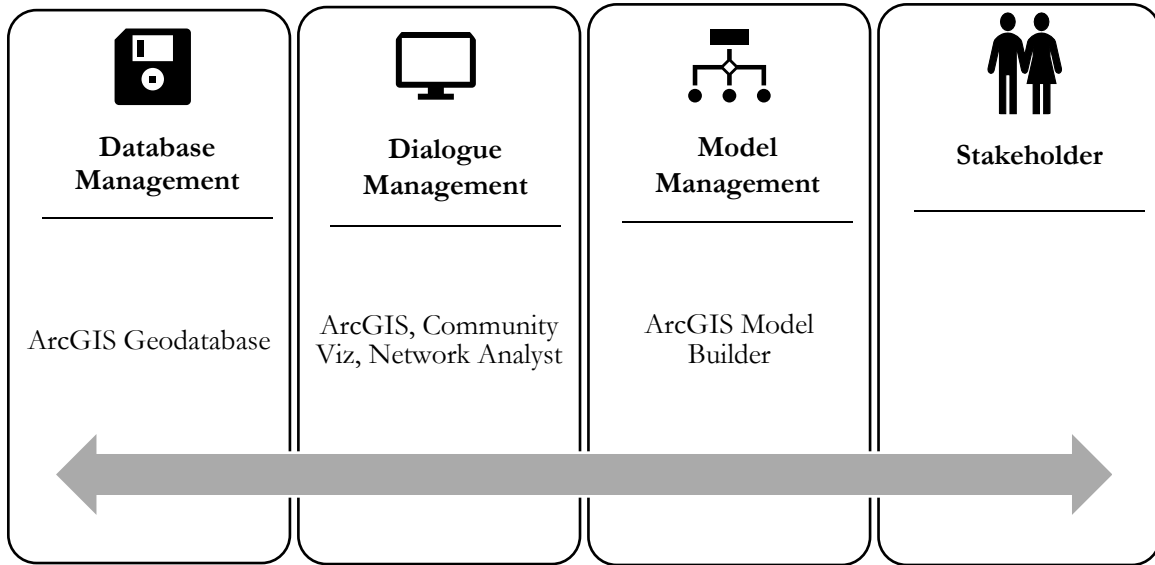 Database
Management
ArcGIS Geodatabase
Dialogue
Management
ArcGIS, Community
Viz, Network Analyst
Model
Management
ArcGIS Model
Builder
Stakeholder